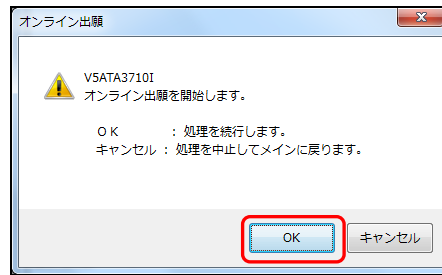 オンライン出願
V5ATA3710I
オンライン出願を開始します。
ＯＫ　　　： 処理を続行します。
キャンセル ： 処理を中止してメインに戻ります。
OK
キャンセル